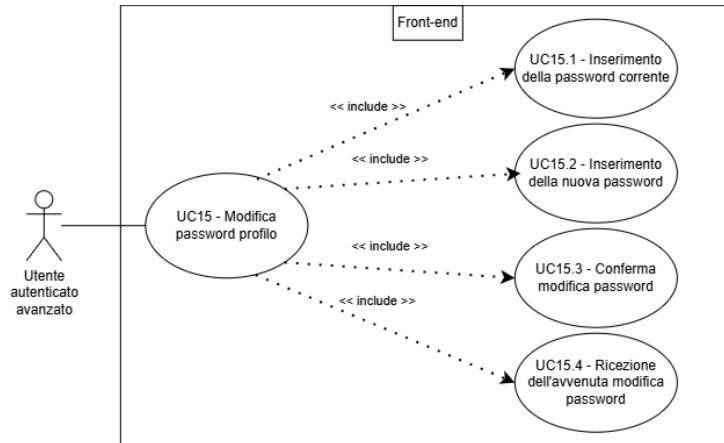 Front-end
UC15.1 - Inserimento
della password corrente
<< include >>
<< include >>
UC15.2 - Inserimento
della nuova password
UC15 - Modifica
password profilo
Utente
autenticato
avanzato
<< include >>
UC15.3 - Conferma
modifica password
<< include >>
UC15.4 - Ricezione
dell'avvenuta modifica
password